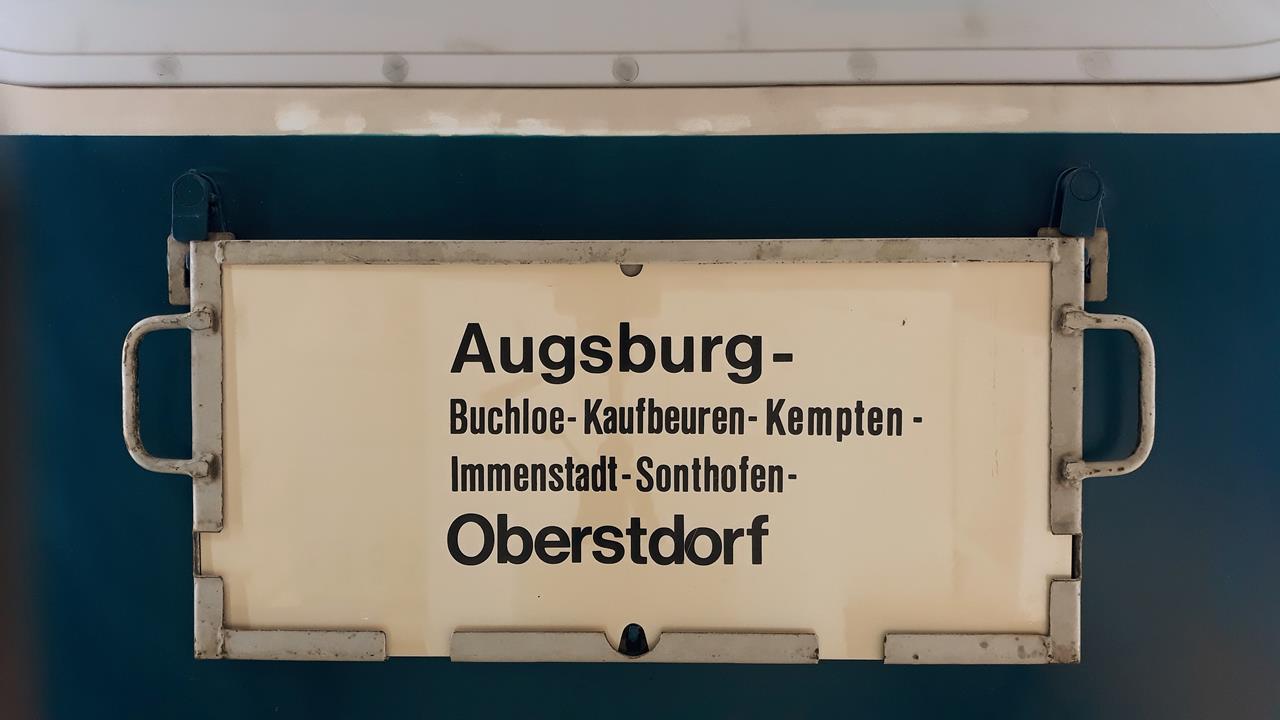 Augsburg-
Buchloe- Kaufbeuren- Kempten -
Immenstadt-Sonthofen-
Oberstdorf